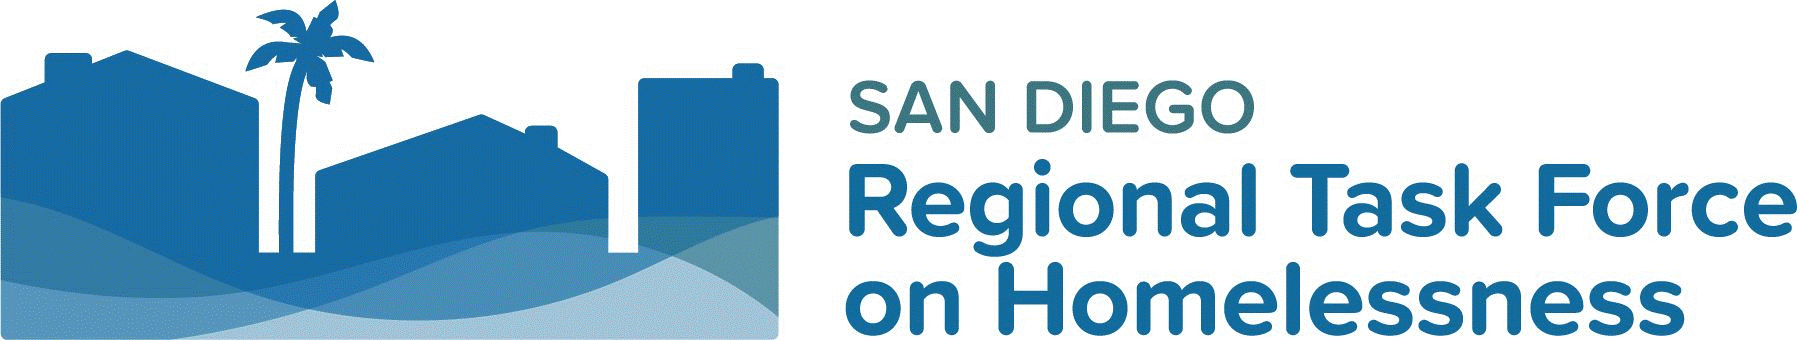 SAN DIEGO
Regional Task Force
on Homelessness